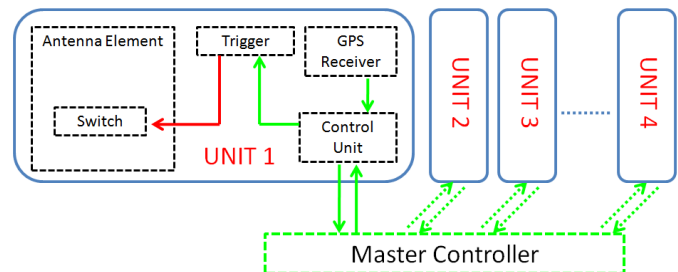 Antenna Element
Trigger
GPS
Receiver
Switch
Control
Unit
UNIT 1
UNIT 2
UNIT 3
UNIT 4
Master Controller